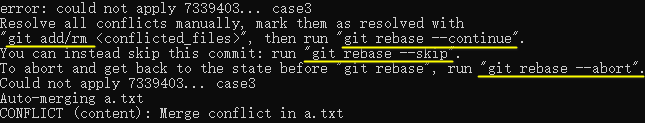 error: could not apply 7339403... case3
Resolve all conflicts manually, mark them as resolved with
"git add/rm <conflicted_files>", then run "git rebase --continue".
You can instead skip this commit: run "git rebase --skip".
To abort and get back to the state before "git rebase", run "git rebase --abort".
Could not apply 7339403... case3
Auto-merging a.txt
CONFLICT (content): Merge conflict in a.txt